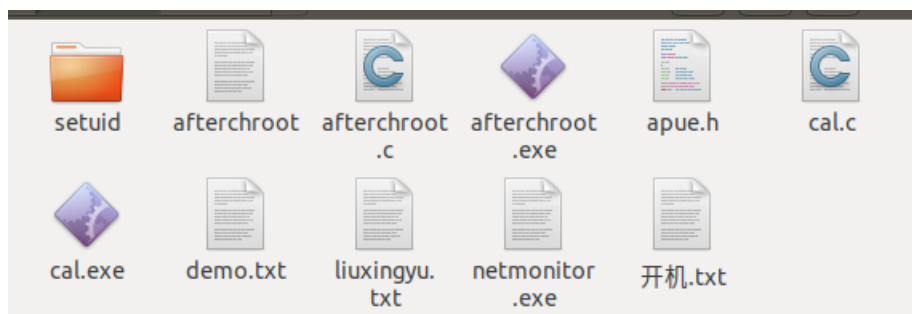 setuid
afterchroot
afterchroot
.c
afterchroot
.exe
apue.h
cal.c
cal.exe
demo.txt
liuxingyu.
txt
netmonitor
.exe
开机.txt